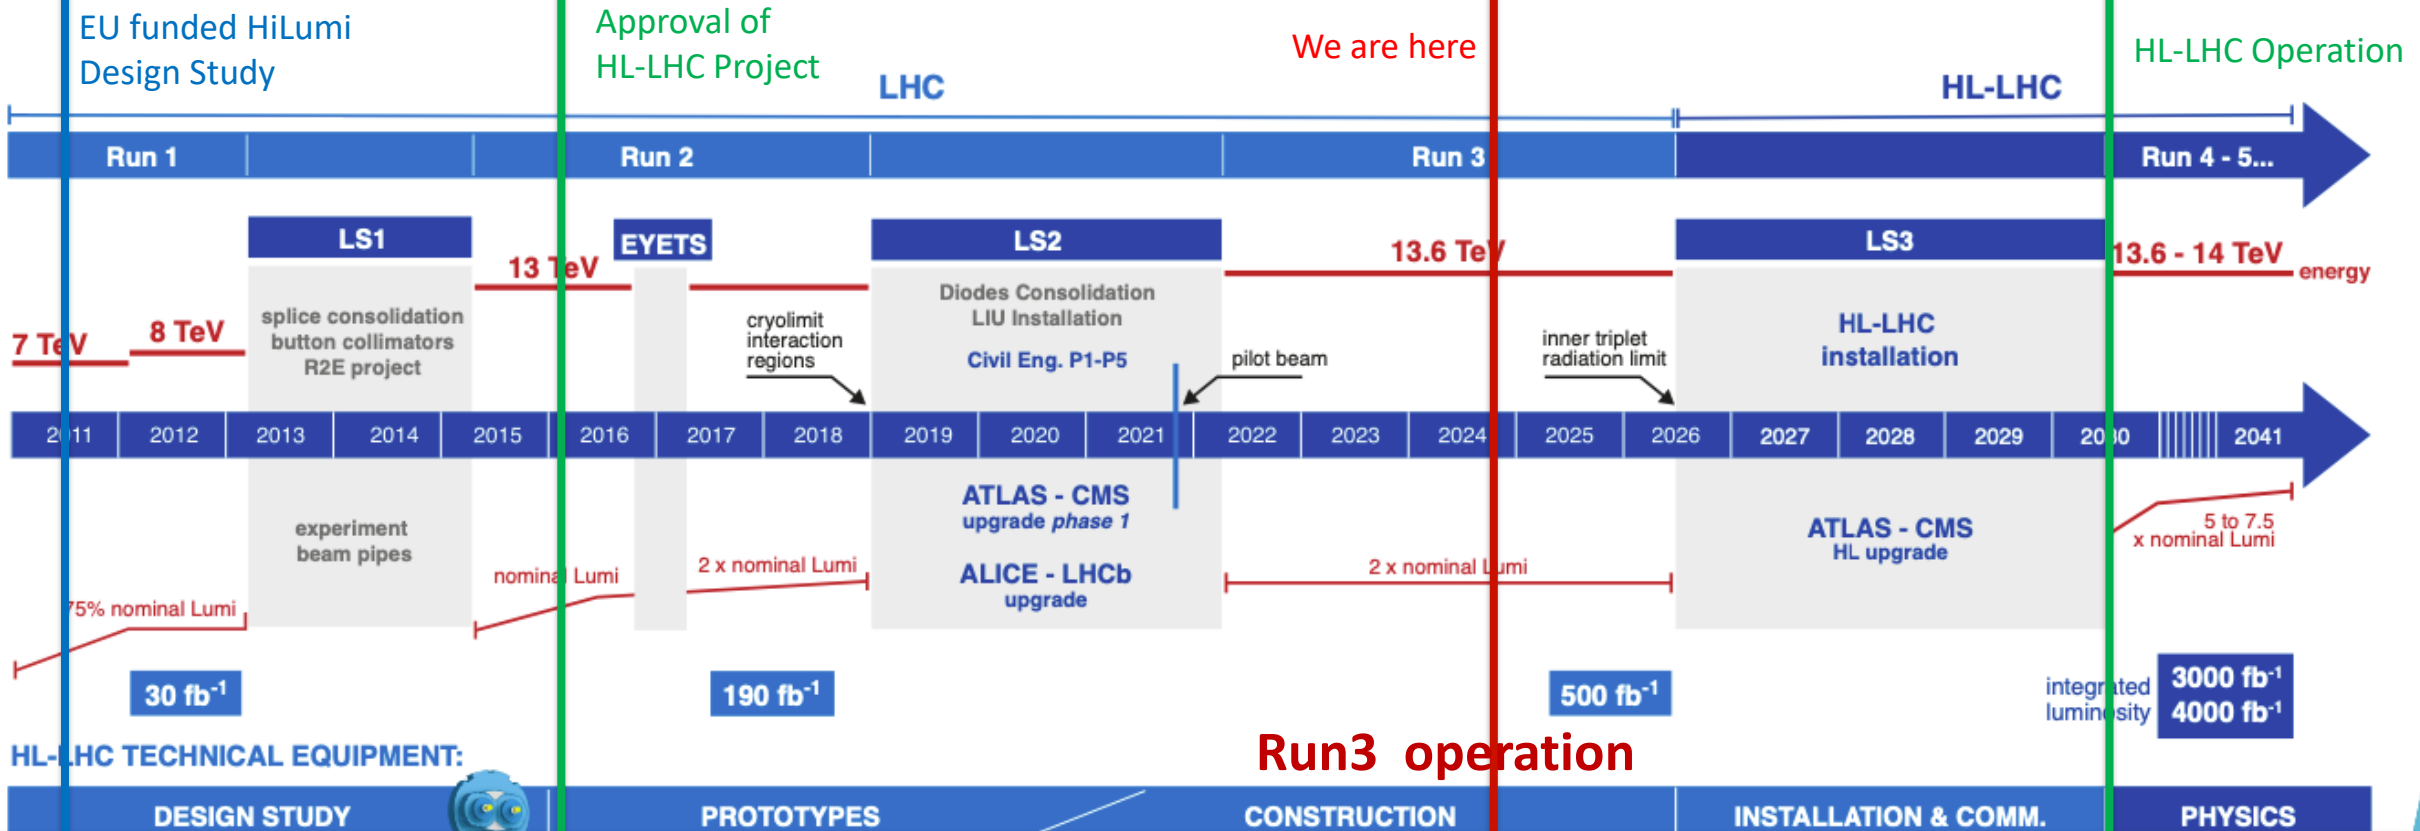 EU funded HiLumi
Design Study
Approval of
HL-LHC Project
We are here
HL-LHC Operation
LHC
HL-LHC
Run 1
Run 2
Run 3
Run 4 - 5...
LS1
EYETS
LS2
LS3
13 TeV
13.6 TeV
13.6 - 14 TeV
energy
7 TeV
8 TeV
splice consolidation
button collimators
R2E project
cryolimit
interaction
regions
Diodes Consolidation
LIU Installation
Civil Eng. P1-P5
pilot beam
inner triplet
radiation limit
HL-LHC
installation
2011
2012
2013
2014
2015
2016
2017
2018
2019
2020
2021
2022
2023
2024
2025
2026
2027
2028
2029
2030
2041
experiment
beam pipes
ATLAS - CMS
upgrade phase 1
ALICE - LHCb
upgrade
ATLAS - CMS
HL upgrade
5 to 7.5
x nominal Lumi
75% nominal Lumi
nominal Lumi
2 x nominal Lumi
2 x nominal Lumi
30 fb-1
190 fb-1
500 fb-1
integrated
luminosity
3000 fb-1
4000 fb-1
Run3 operation
HL-LHC TECHNICAL EQUIPMENT:
DESIGN STUDY
PROTOTYPES
CONSTRUCTION
INSTALLATION & COMM.
PHYSICS